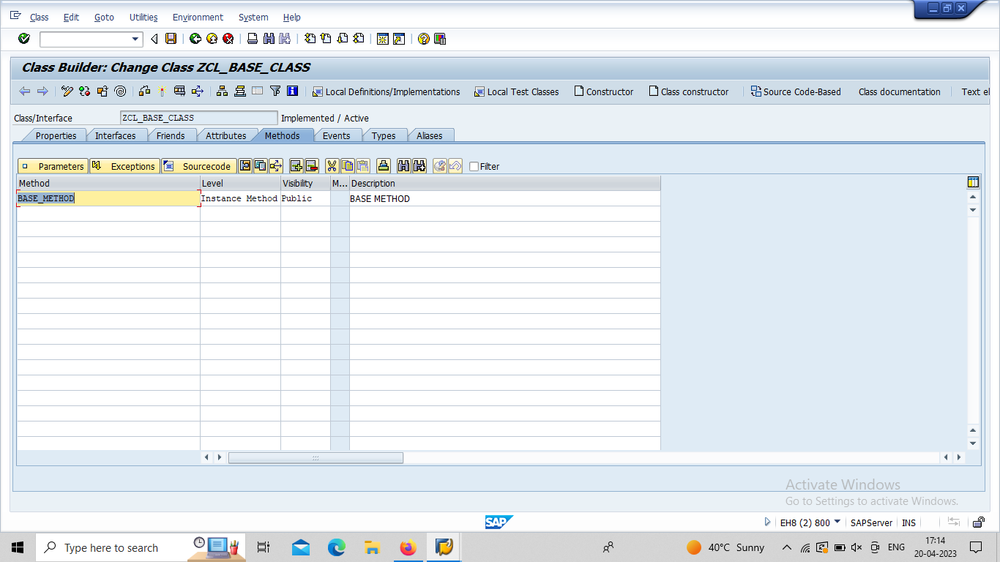 Class Edit Goto Utilities Environment System Help
Class Builder: Change Class ZCL_BASE_CLASS
Local Definitions/Implementations Local Test Classes Constructor Class constructor Source Code-Based Class documentation Text el
Class/Interface ZCL_BASE_CLASS Implemented / Active
Properties Interfaces Friends Attributes Methods Events Types Aliases
Parameters Exceptions Sourcecode Filter
Method Level Visibility M... Description
BASE_METHOD Instance Method Public BASE METHOD
Activate Windows
Go to Settings to activate Windows.
SAP EH8 (2) 800 SAPServer INS
Type here to search 40°C Sunny ENG 17:14
20-04-2023